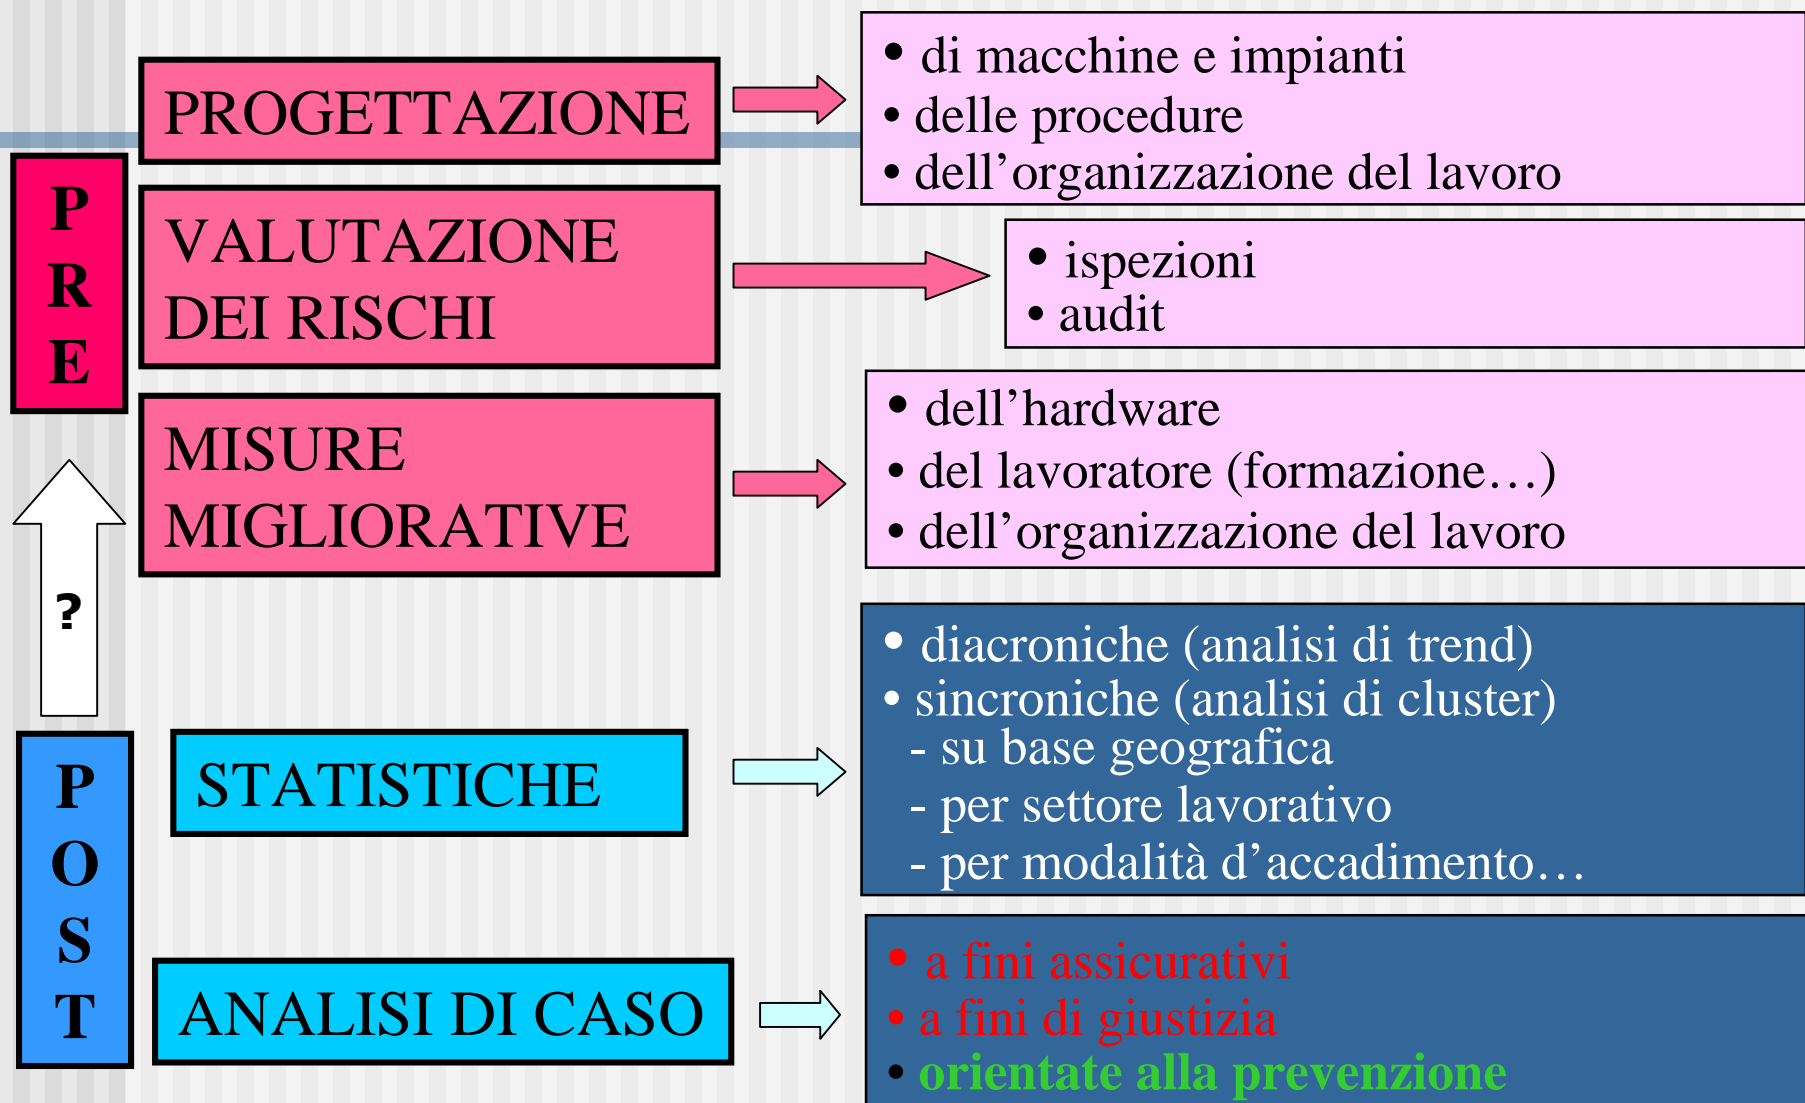 PRE
PROGETTAZIONE
• di macchine e impianti
• delle procedure
• dell’organizzazione del lavoro
VALUTAZIONE
DEI RISCHI
• ispezioni
• audit
MISURE
MIGLIORATIVE
• dell’hardware
• del lavoratore (formazione…)
• dell’organizzazione del lavoro
?
POST
STATISTICHE
• diacroniche (analisi di trend)
• sincroniche (analisi di cluster)
- su base geografica
- per settore lavorativo
- per modalità d’accadimento…
ANALISI DI CASO
• a fini assicurativi
• a fini di giustizia
• orientate alla prevenzione